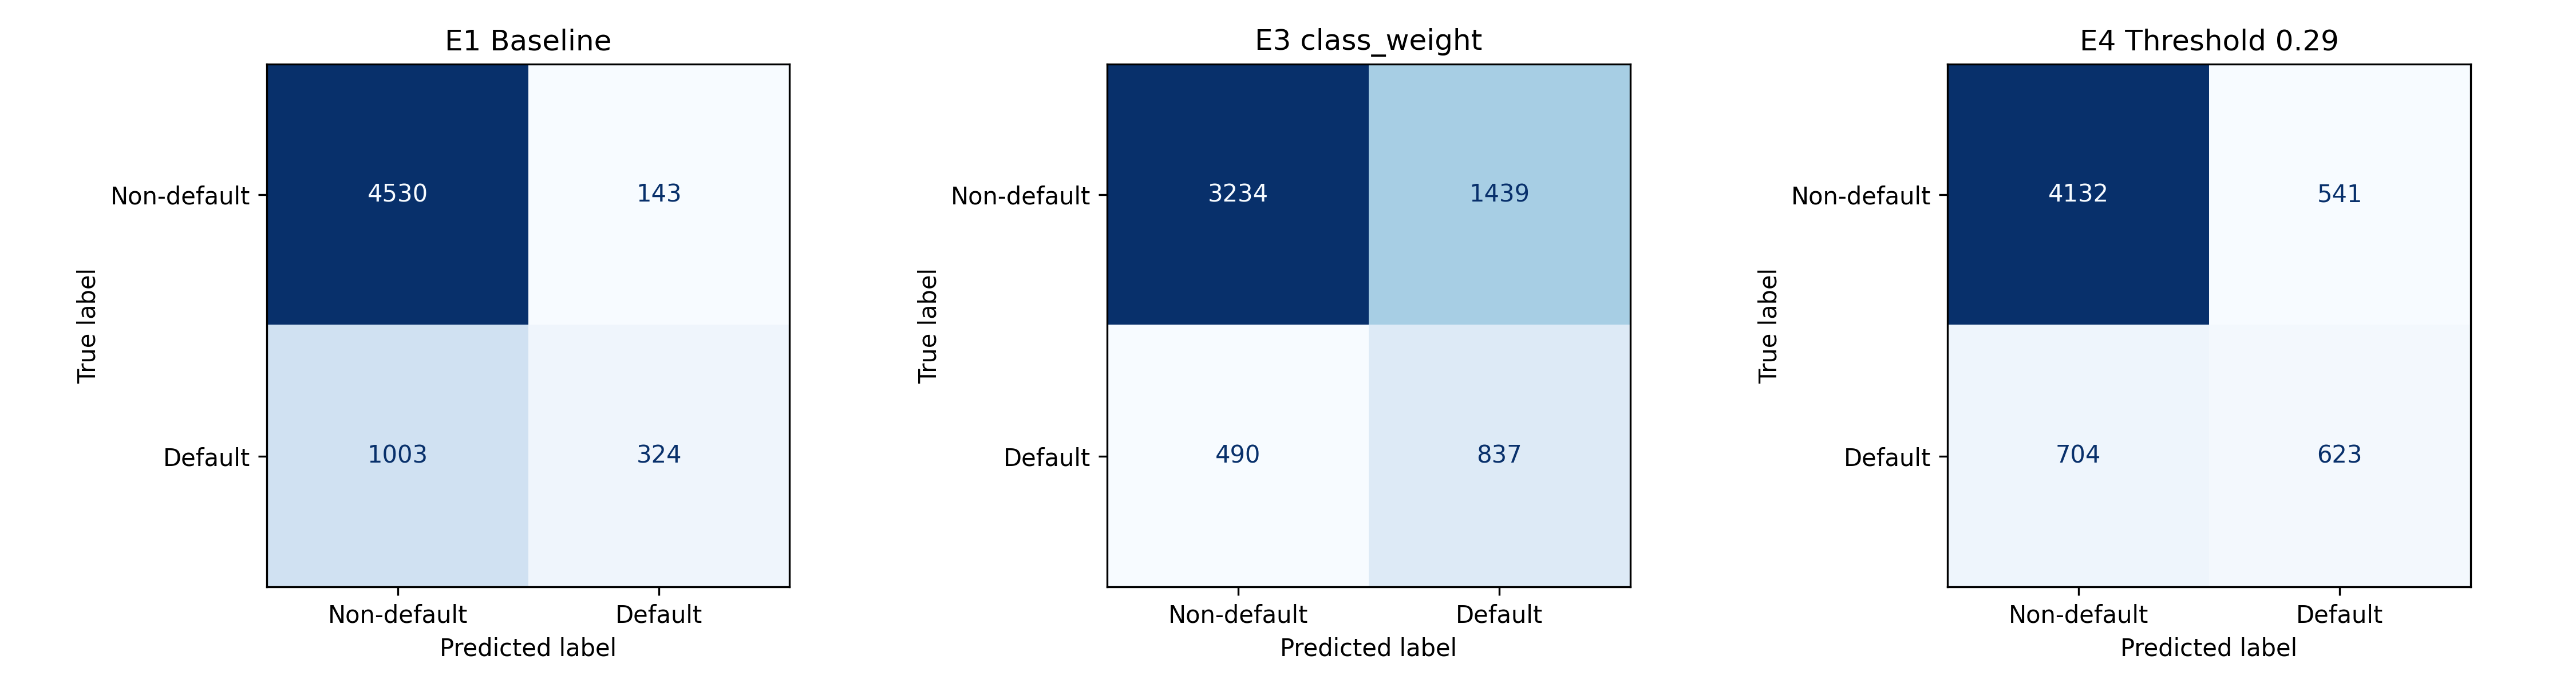 E1 Baseline
True label
Non-default
4530
143
Default
1003
324
Non-default
Default
Predicted label
E3 class_weight
True label
Non-default
3234
1439
Default
490
837
Non-default
Default
Predicted label
E4 Threshold 0.29
True label
Non-default
4132
541
Default
704
623
Non-default
Default
Predicted label